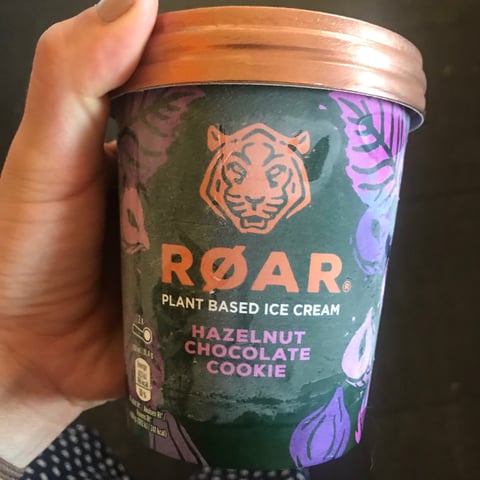 RØAR®
PLANT BASED ICE CREAM
HAZELNUT
CHOCOLATE
COOKIE